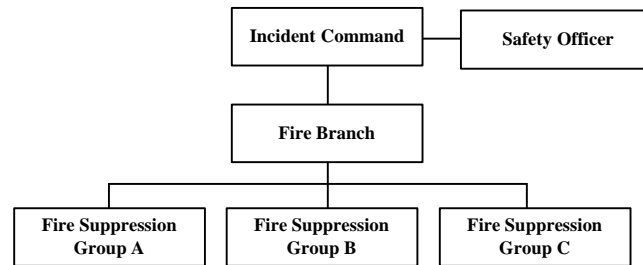 Incident Command
Safety Officer
Fire Branch
Fire Suppression
Group A
Fire Suppression
Group B
Fire Suppression
Group C